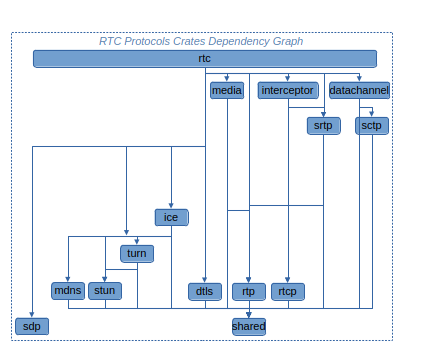 RTC Protocols Crates Dependency Graph
rtc
media
interceptor
datachannel
srtp
sctp
ice
turn
mdns
stun
dtls
rtp
rtcp
sdp
shared